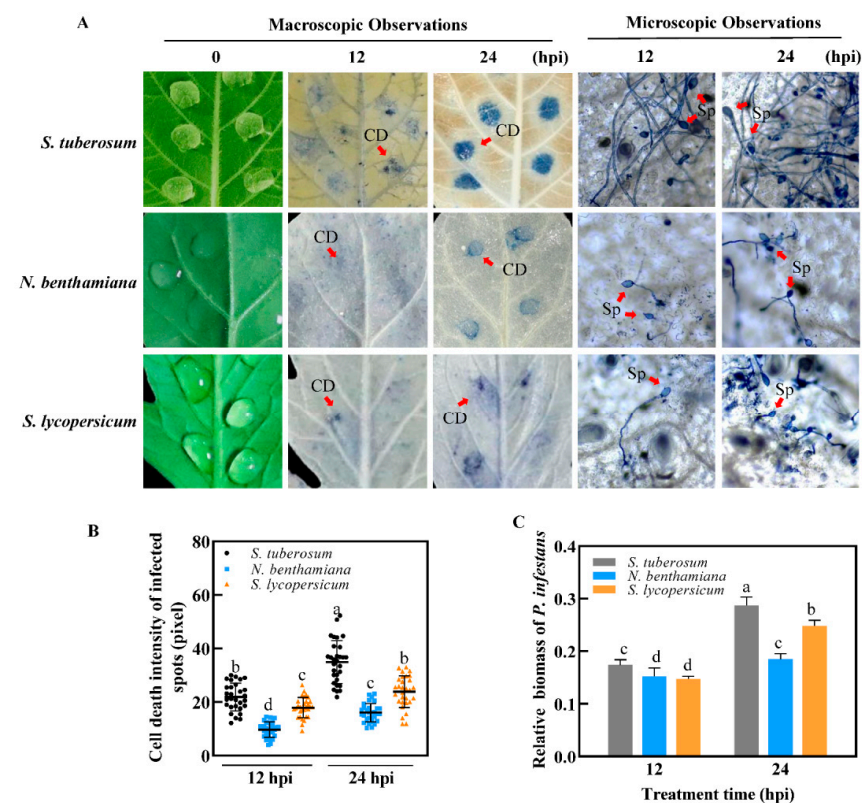 A
Macroscopic Observations
Microscopic Observations
0
12
24
(hpi)
12
24
(hpi)
S. tuberosum
CD
CD
Sp
Sp
N. benthamiana
CD
CD
Sp
Sp
S. lycopersicum
CD
CD
Sp
Sp
B
Cell death intensity of infected
spots (pixel)
80
60
40
20
0
S. tuberosum
N. benthamiana
S. lycopersicum
b
d
c
a
c
b
12 hpi
24 hpi
C
Relative biomass of P. infestans
0.4
0.3
0.2
0.1
0.0
S. tuberosum
N. benthamiana
S. lycopersicum
c
d
d
a
c
b
12
24
Treatment time (hpi)